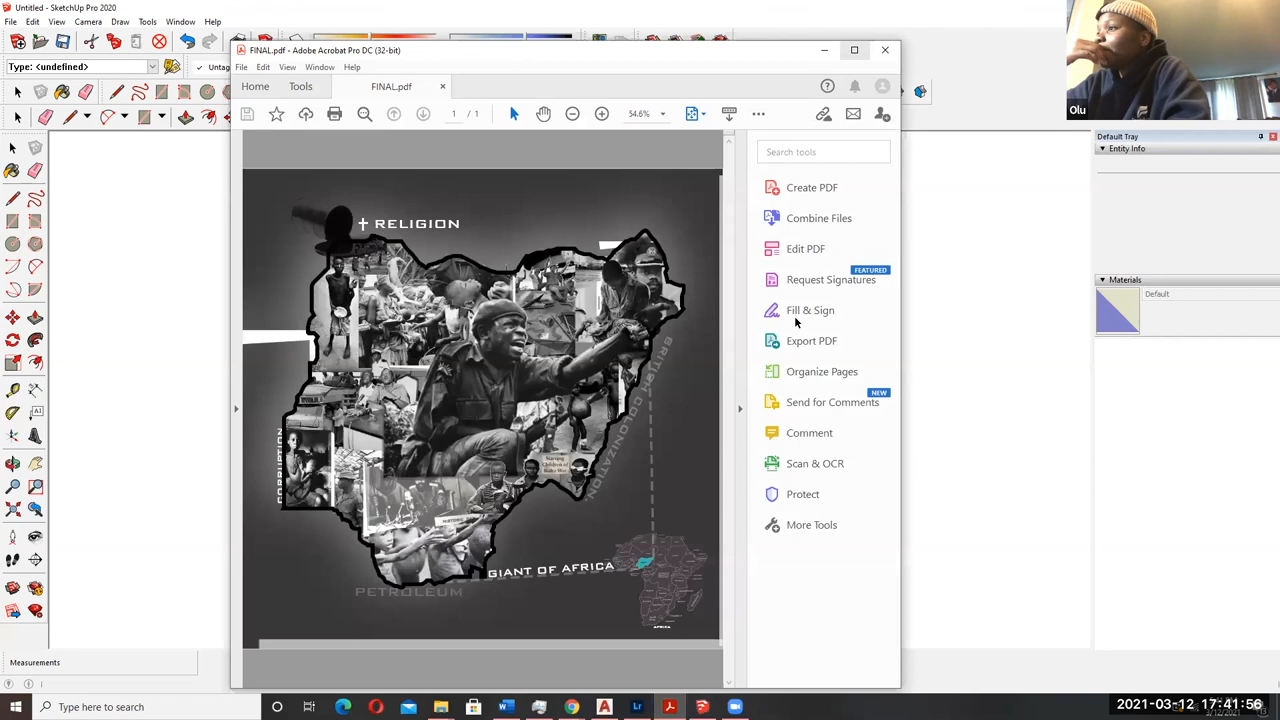 Untitled - SketchUp Pro 2020
File Edit View Camera Draw Tools Window Help
Type: <undefined>
Untag
FINAL.pdf - Adobe Acrobat Pro DC (32-bit)
File Edit View Window Help
Home Tools FINAL.pdf
1 / 1 54.6%
Search tools
Create PDF
Combine Files
Edit PDF
FEATURED
Request Signatures
Fill & Sign
Export PDF
Organize Pages
NEW
Send for Comments
Comment
Scan & OCR
Protect
More Tools
RELIGION
BRITISH COLONIZATION
CORRUPTION
GIANT OF AFRICA
PETROLEUM
AFRICA
Olu
Default Tray
Entity Info
Materials
Default
Measurements
Type here to search
2021-03-12 17:41:56